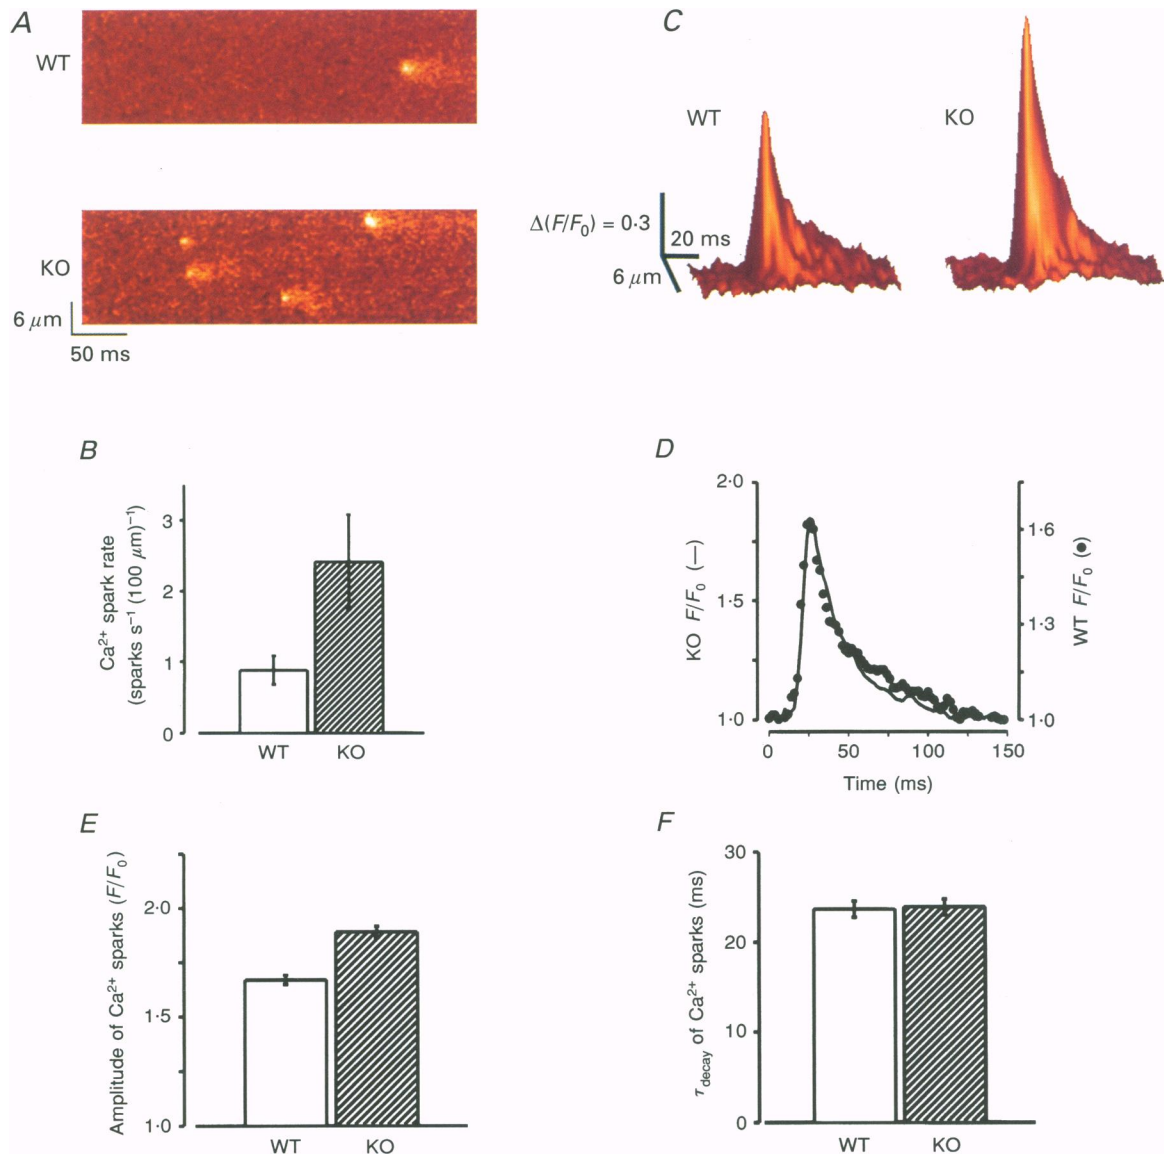 A
WT
KO
6 μm
50 ms
C
WT
KO
Δ(F/F₀) = 0·3
20 ms
6 μm
B
Ca²⁺ spark rate
(sparks s⁻¹ (100 μm)⁻¹)
3
2
1
0
WT
KO
D
KO F/F₀ (—)
2·0
1·5
1·0
WT F/F₀ (●)
1·6
1·3
1·0
0
50
100
150
Time (ms)
E
Amplitude of Ca²⁺ sparks (F/F₀)
2·0
1·5
1·0
WT
KO
F
τdecay of Ca²⁺ sparks (ms)
30
20
10
0
WT
KO